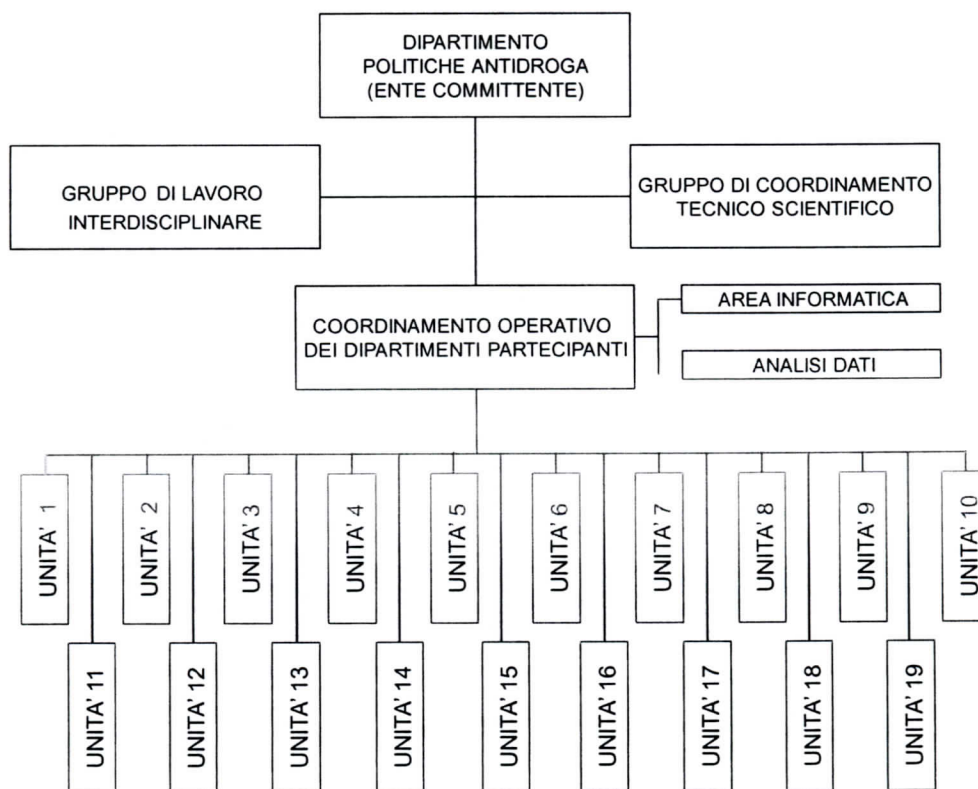 DIPARTIMENTO
POLITICHE ANTIDROGA
(ENTE COMMITTENTE)
GRUPPO DI LAVORO
INTERDISCIPLINARE
GRUPPO DI COORDINAMENTO
TECNICO SCIENTIFICO
COORDINAMENTO OPERATIVO
DEI DIPARTIMENTI PARTECIPANTI
AREA INFORMATICA
ANALISI DATI
UNITA' 1
UNITA' 2
UNITA' 3
UNITA' 4
UNITA' 5
UNITA' 6
UNITA' 7
UNITA' 8
UNITA' 9
UNITA' 10
UNITA' 11
UNITA' 12
UNITA' 13
UNITA' 14
UNITA' 15
UNITA' 16
UNITA' 17
UNITA' 18
UNITA' 19